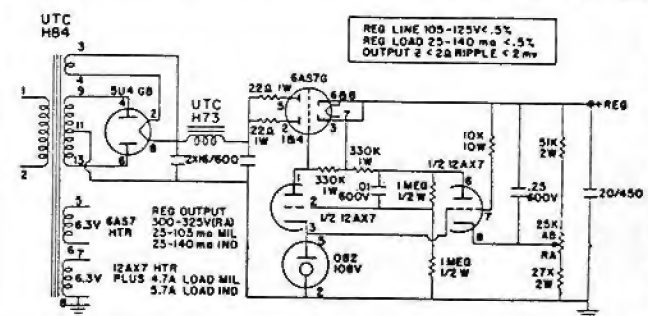 UTC
H84
REG LINE 105-125V<.5%
REG LOAD 25-140 ma <.5%
OUTPUT Z < 2Ω RIPPLE < 2mv
1
2
3
4
9
11
13
5U4 GB
4
2
8
6
UTC
H73
2X16/600
22Ω 1W
22Ω
1W
6AS7G
5
2
1&4
6&8
7
3
330K
1W
330K
1W
.01
600V
1 MEG
1/2W
1
2
3
1/2 12AX7
1/2 12AX7
6
7
8
5
OB2
108V
2
1 MEG
1/2 W
10K
10W
.25
600V
51K
2W
25K
AB
RA
27K
2W
+REG
20/450
5
6.3V
6AS7
HTR
REG OUTPUT
300-325V(RA)
25-105 ma MIL
25-140 ma IND
7
6.3V
8
12AX7 HTR
PLUS 4.7A LOAD MIL
5.7A LOAD IND